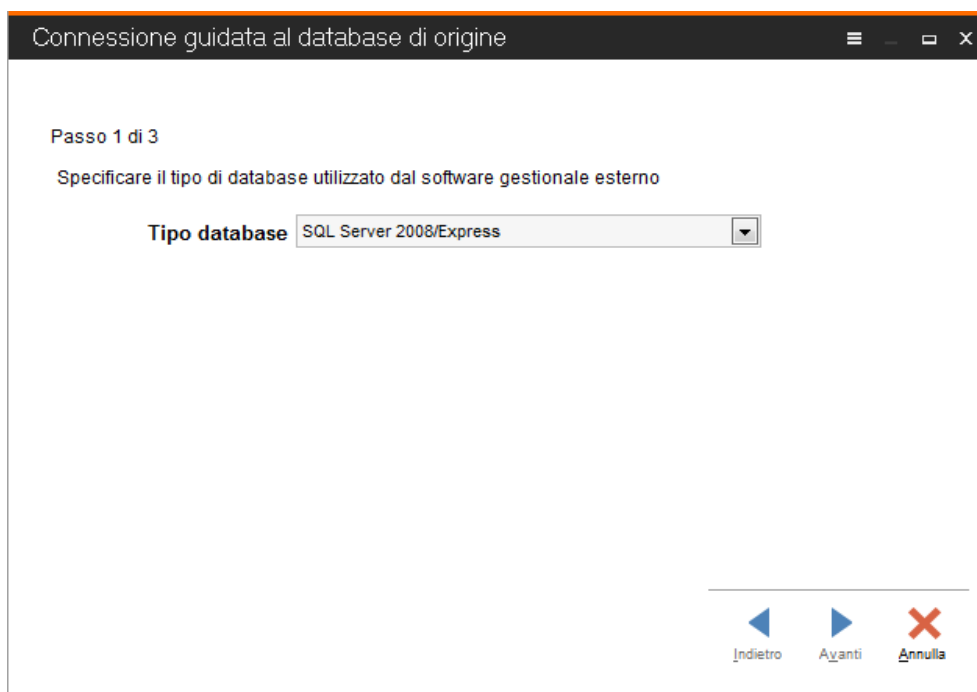 Connessione guidata al database di origine
Passo 1 di 3
Specificare il tipo di database utilizzato dal software gestionale esterno
Tipo database SQL Server 2008/Express
Indietro Avanti Annulla